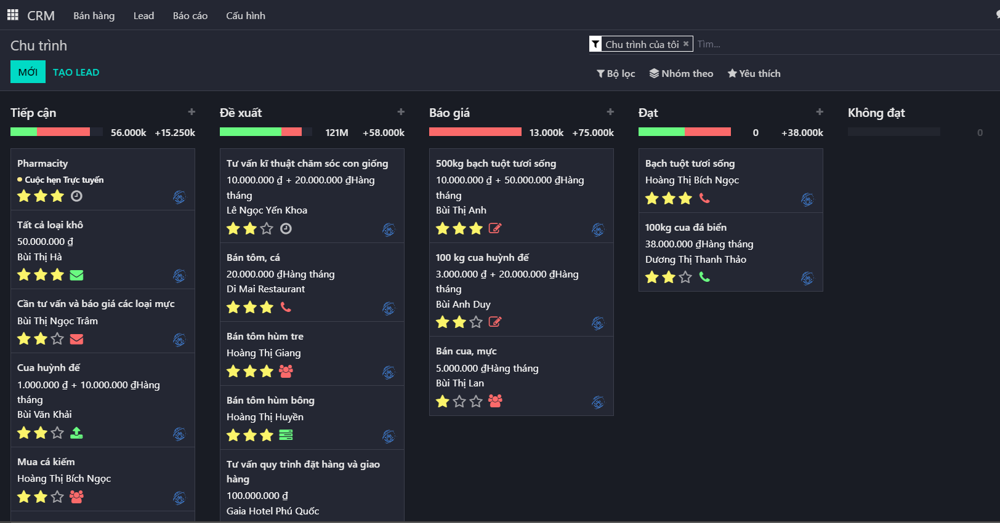 CRM Bán hàng Lead Báo cáo Cấu hình
Chu trình
Chu trình của tôi × Tìm...
MỚI TẠO LEAD
Bộ lọc Nhóm theo Yêu thích
Tiếp cận +
56.000k +15.250k
Pharmacity
Cuộc hẹn Trực tuyến
Tất cả loại khô
50.000.000 ₫
Bùi Thị Hà
Cần tư vấn và báo giá các loại mực
Bùi Thị Ngọc Trâm
Cua huỳnh đế
1.000.000 ₫ + 10.000.000 ₫Hàng
tháng
Bùi Văn Khải
Mua cá kiếm
Hoàng Thị Bích Ngọc
Đề xuất +
121M +58.000k
Tư vấn kĩ thuật chăm sóc con giống
10.000.000 ₫ + 20.000.000 ₫Hàng
tháng
Lê Ngọc Yến Khoa
Bán tôm, cá
20.000.000 ₫Hàng tháng
Di Mai Restaurant
Bán tôm hùm tre
Hoàng Thị Giang
Bán tôm hùm bông
Hoàng Thị Huyền
Tư vấn quy trình đặt hàng và giao
hàng
100.000.000 ₫
Gaia Hotel Phú Quốc
Báo giá +
13.000k +75.000k
500kg bạch tuột tươi sống
10.000.000 ₫ + 50.000.000 ₫Hàng
tháng
Bùi Thị Anh
100 kg cua huỳnh đế
3.000.000 ₫ + 20.000.000 ₫Hàng
tháng
Bùi Anh Duy
Bán cua, mực
5.000.000 ₫Hàng tháng
Bùi Thị Lan
Đạt +
0 +38.000k
Bạch tuột tươi sống
Hoàng Thị Bích Ngọc
100kg cua đá biển
38.000.000 ₫Hàng tháng
Dương Thị Thanh Thảo
Không đạt
0